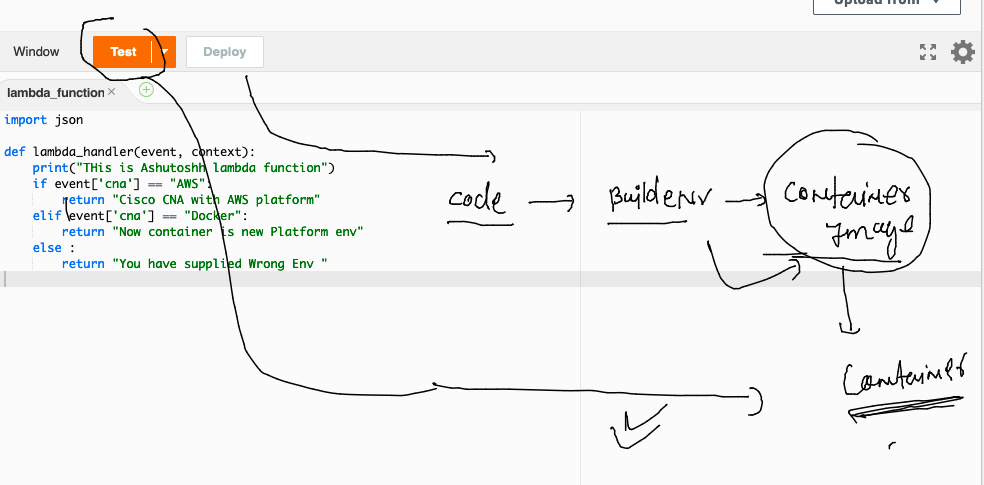 Upload from
Window Test Deploy
lambda_function
import json
def lambda_handler(event, context):
print("THis is Ashutoshh lambda function")
if event['cna'] == "AWS":
return "Cisco CNA with AWS platform"
elif event['cna'] == "Docker":
return "Now container is new Platform env"
else :
return "You have supplied Wrong Env "
code
Buildenv
Container
Image
Container